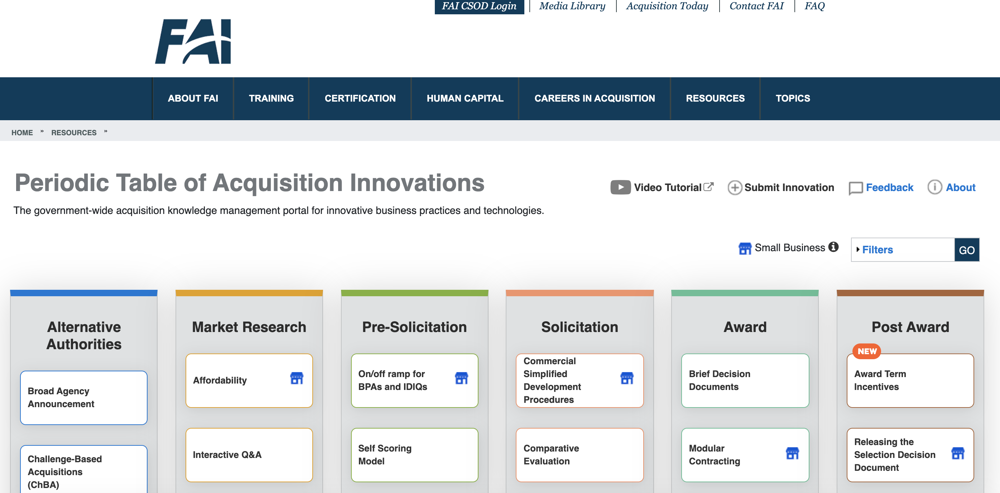 FAI CSOD Login
Media Library
Acquisition Today
Contact FAI
FAQ
FAI
ABOUT FAI
TRAINING
CERTIFICATION
HUMAN CAPITAL
CAREERS IN ACQUISITION
RESOURCES
TOPICS
HOME » RESOURCES »
Periodic Table of Acquisition Innovations
Video Tutorial
Submit Innovation
Feedback
About
The government-wide acquisition knowledge management portal for innovative business practices and technologies.
Small Business
Filters
GO
Alternative
Authorities
Broad Agency
Announcement
Challenge-Based
Acquisitions
(ChBA)
Market Research
Affordability
Interactive Q&A
Pre-Solicitation
On/off ramp for
BPAs and IDIQs
Self Scoring
Model
Solicitation
Commercial
Simplified
Development
Procedures
Comparative
Evaluation
Award
Brief Decision
Documents
Modular
Contracting
Post Award
NEW
Award Term
Incentives
Releasing the
Selection Decision
Document